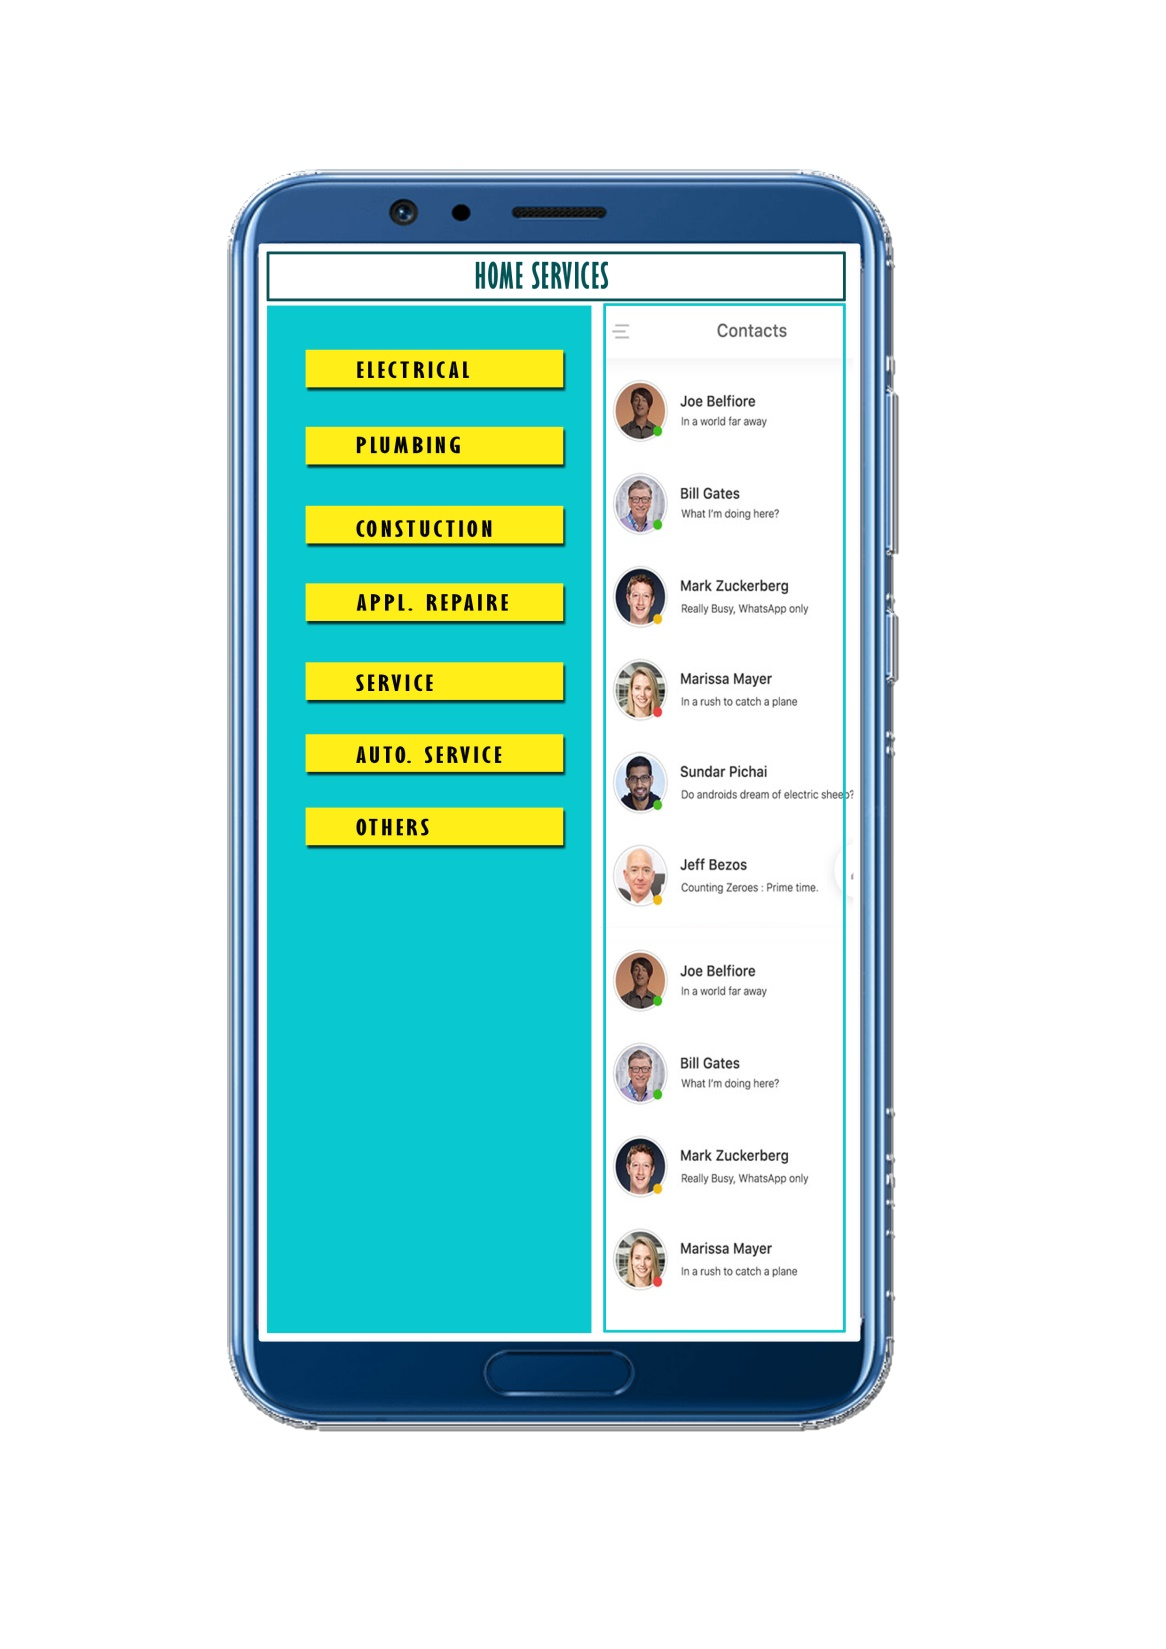 HOME SERVICES
ELECTRICAL
PLUMBING
CONSTUCTION
APPL. REPAIRE
SERVICE
AUTO. SERVICE
OTHERS
Contacts
Joe Belfiore
In a world far away
Bill Gates
What I'm doing here?
Mark Zuckerberg
Really Busy, WhatsApp only
Marissa Mayer
In a rush to catch a plane
Sundar Pichai
Do androids dream of electric sheep?
Jeff Bezos
Counting Zeroes : Prime time.
Joe Belfiore
In a world far away
Bill Gates
What I'm doing here?
Mark Zuckerberg
Really Busy, WhatsApp only
Marissa Mayer
In a rush to catch a plane